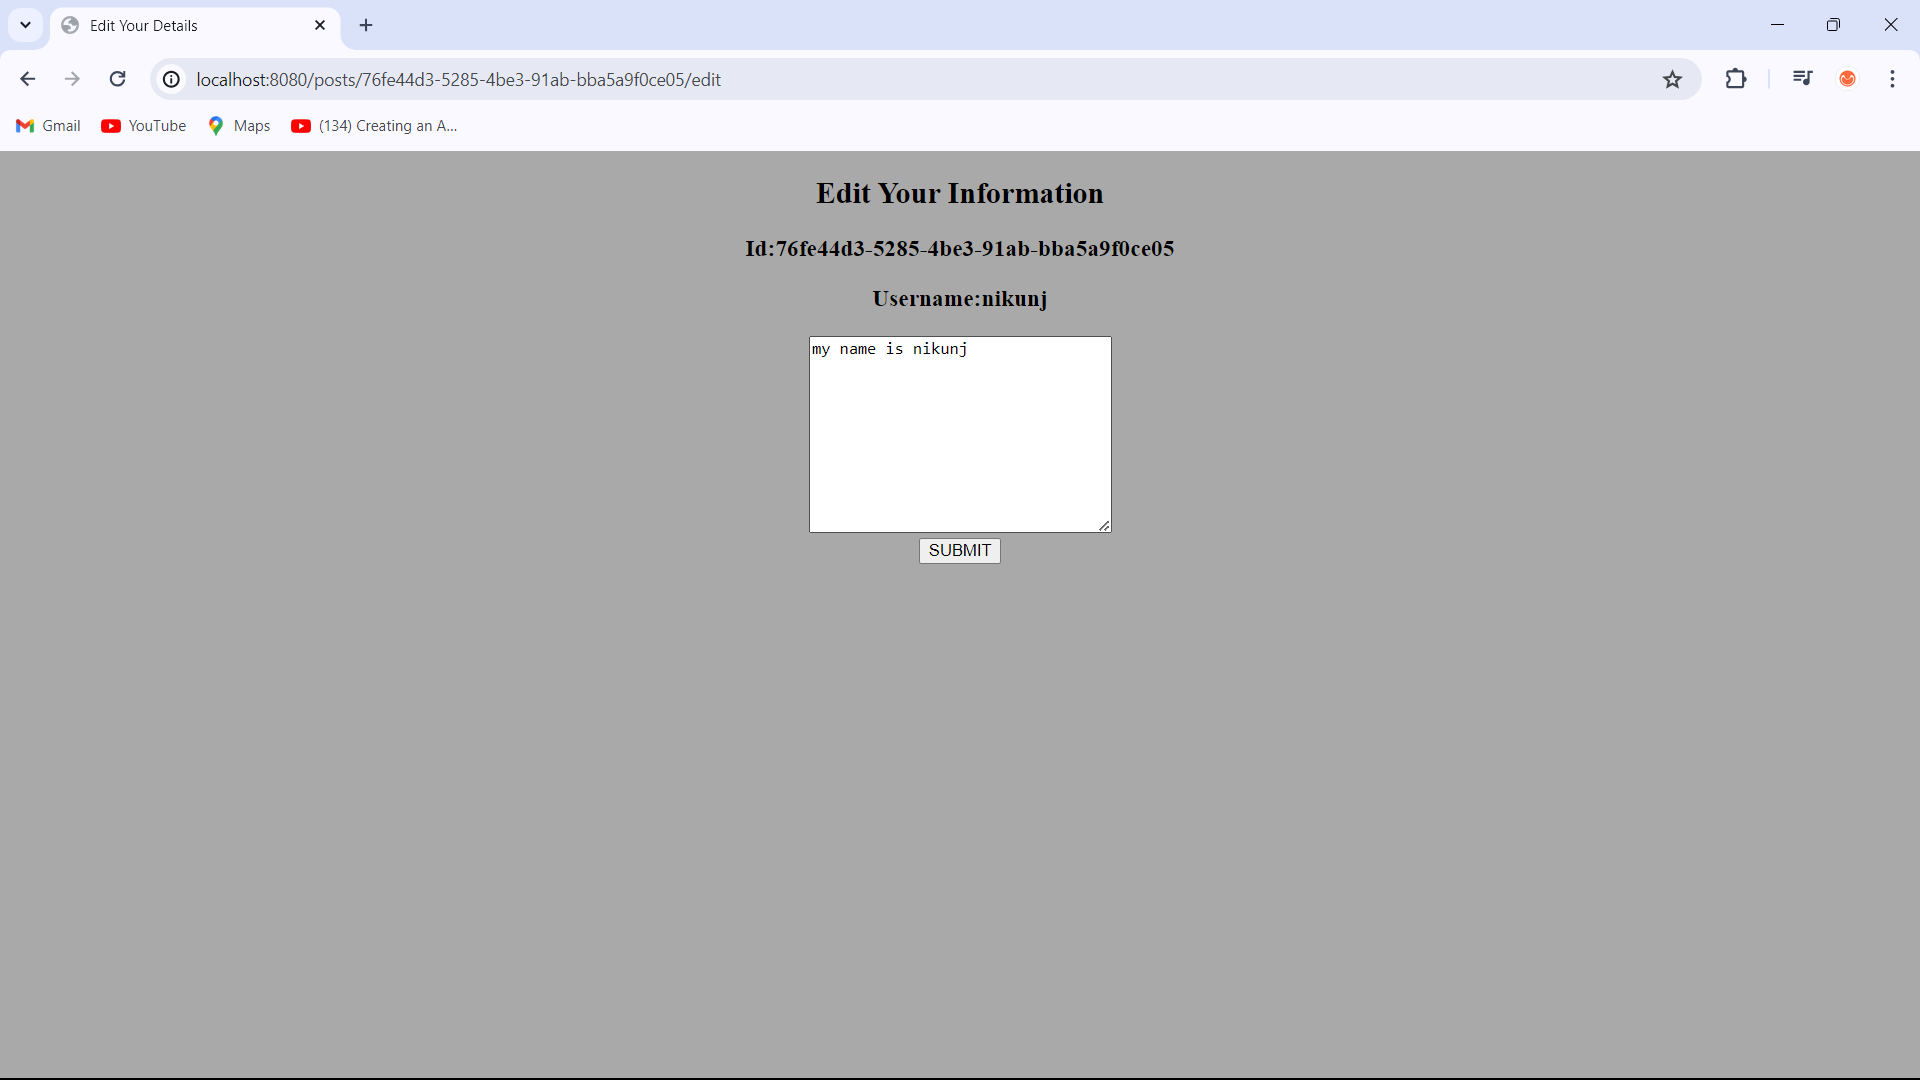 Edit Your Details
localhost:8080/posts/76fe44d3-5285-4be3-91ab-bba5a9f0ce05/edit
Gmail YouTube Maps (134) Creating an A...
Edit Your Information
Id:76fe44d3-5285-4be3-91ab-bba5a9f0ce05
Username:nikunj
my name is nikunj
SUBMIT